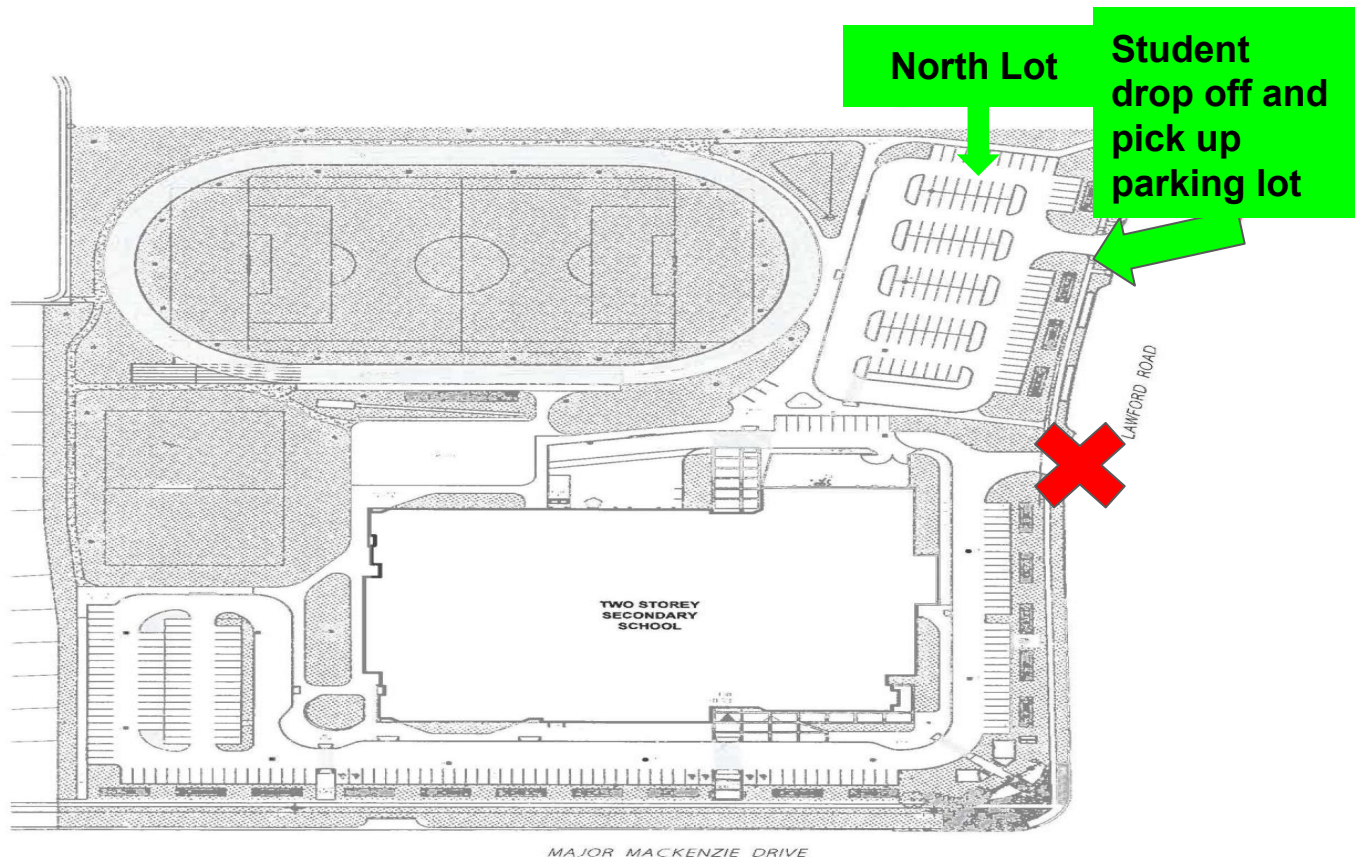 North Lot
Student
drop off and
pick up
parking lot
LAWFORD ROAD
TWO STOREY
SECONDARY
SCHOOL
MAJOR MACKENZIE DRIVE